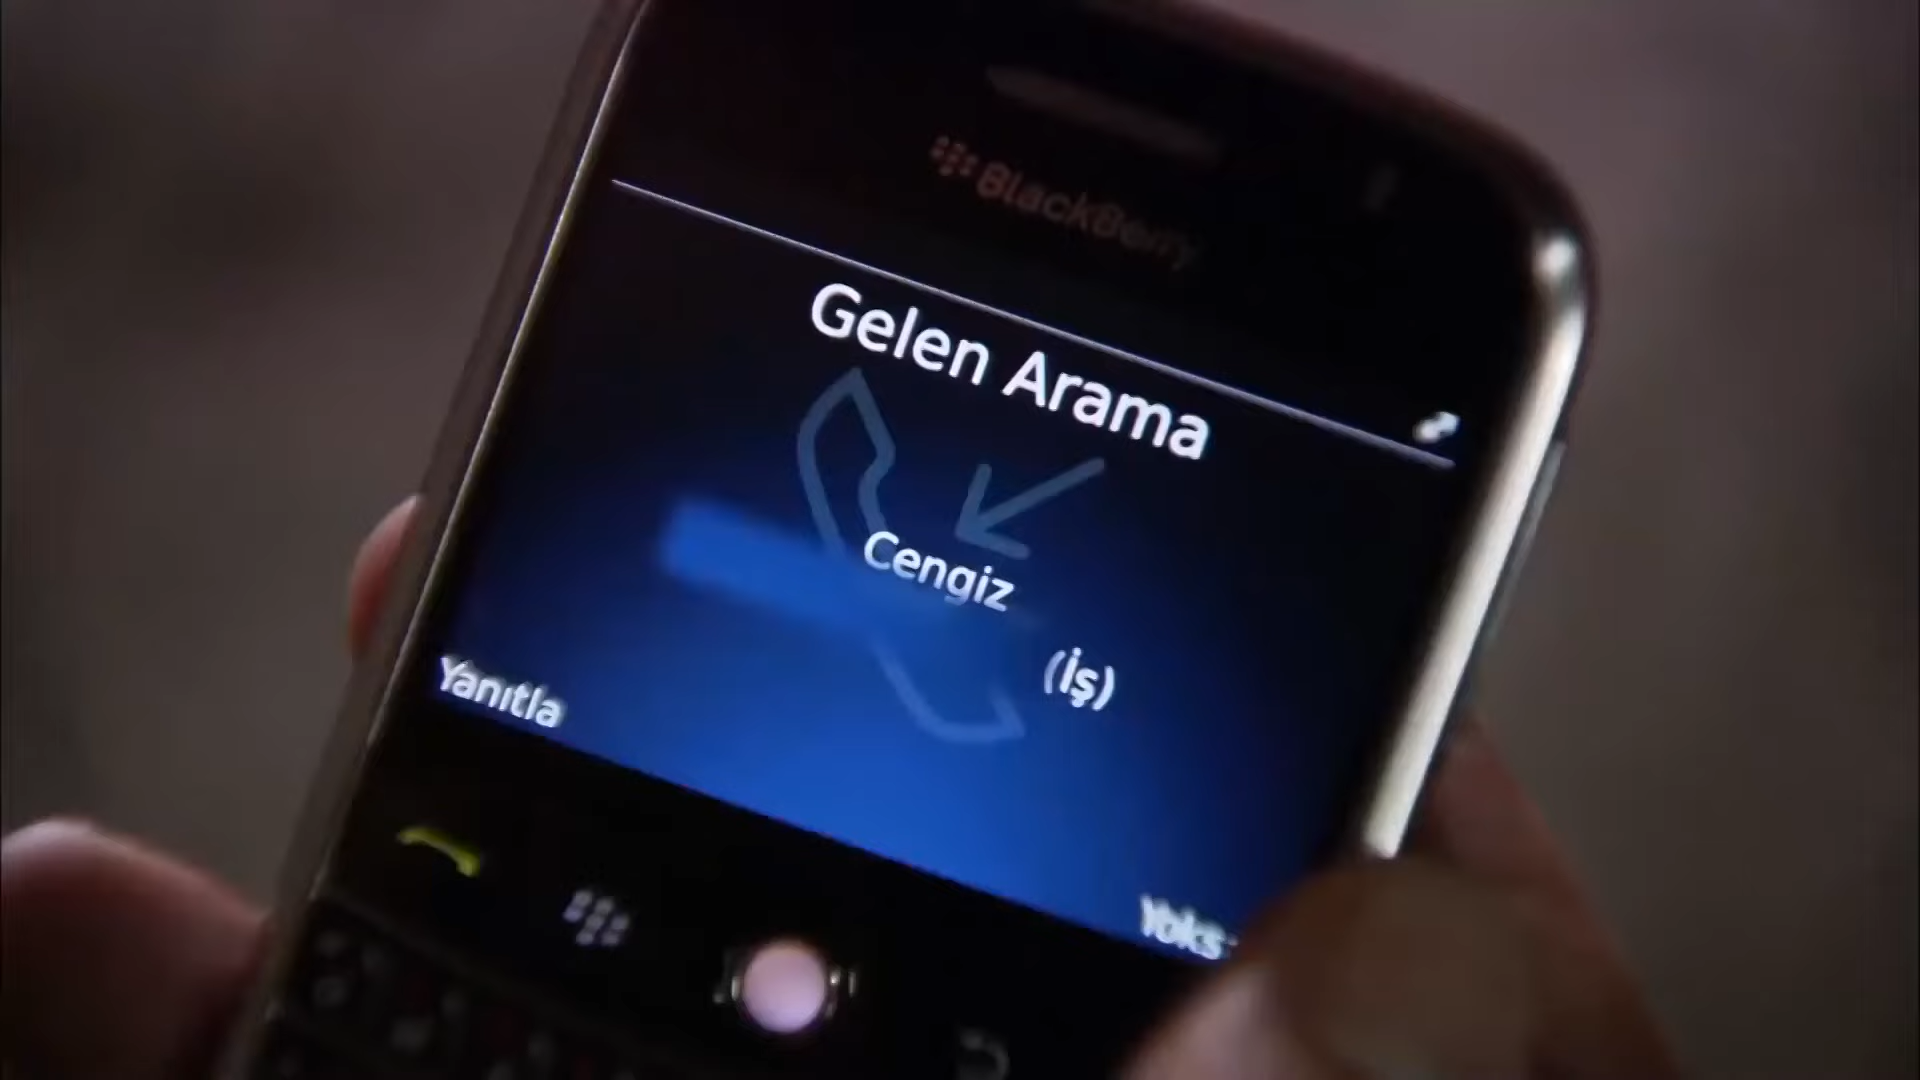 BlackBerry
Gelen Arama
Cengiz
(İş)
Yanıtla